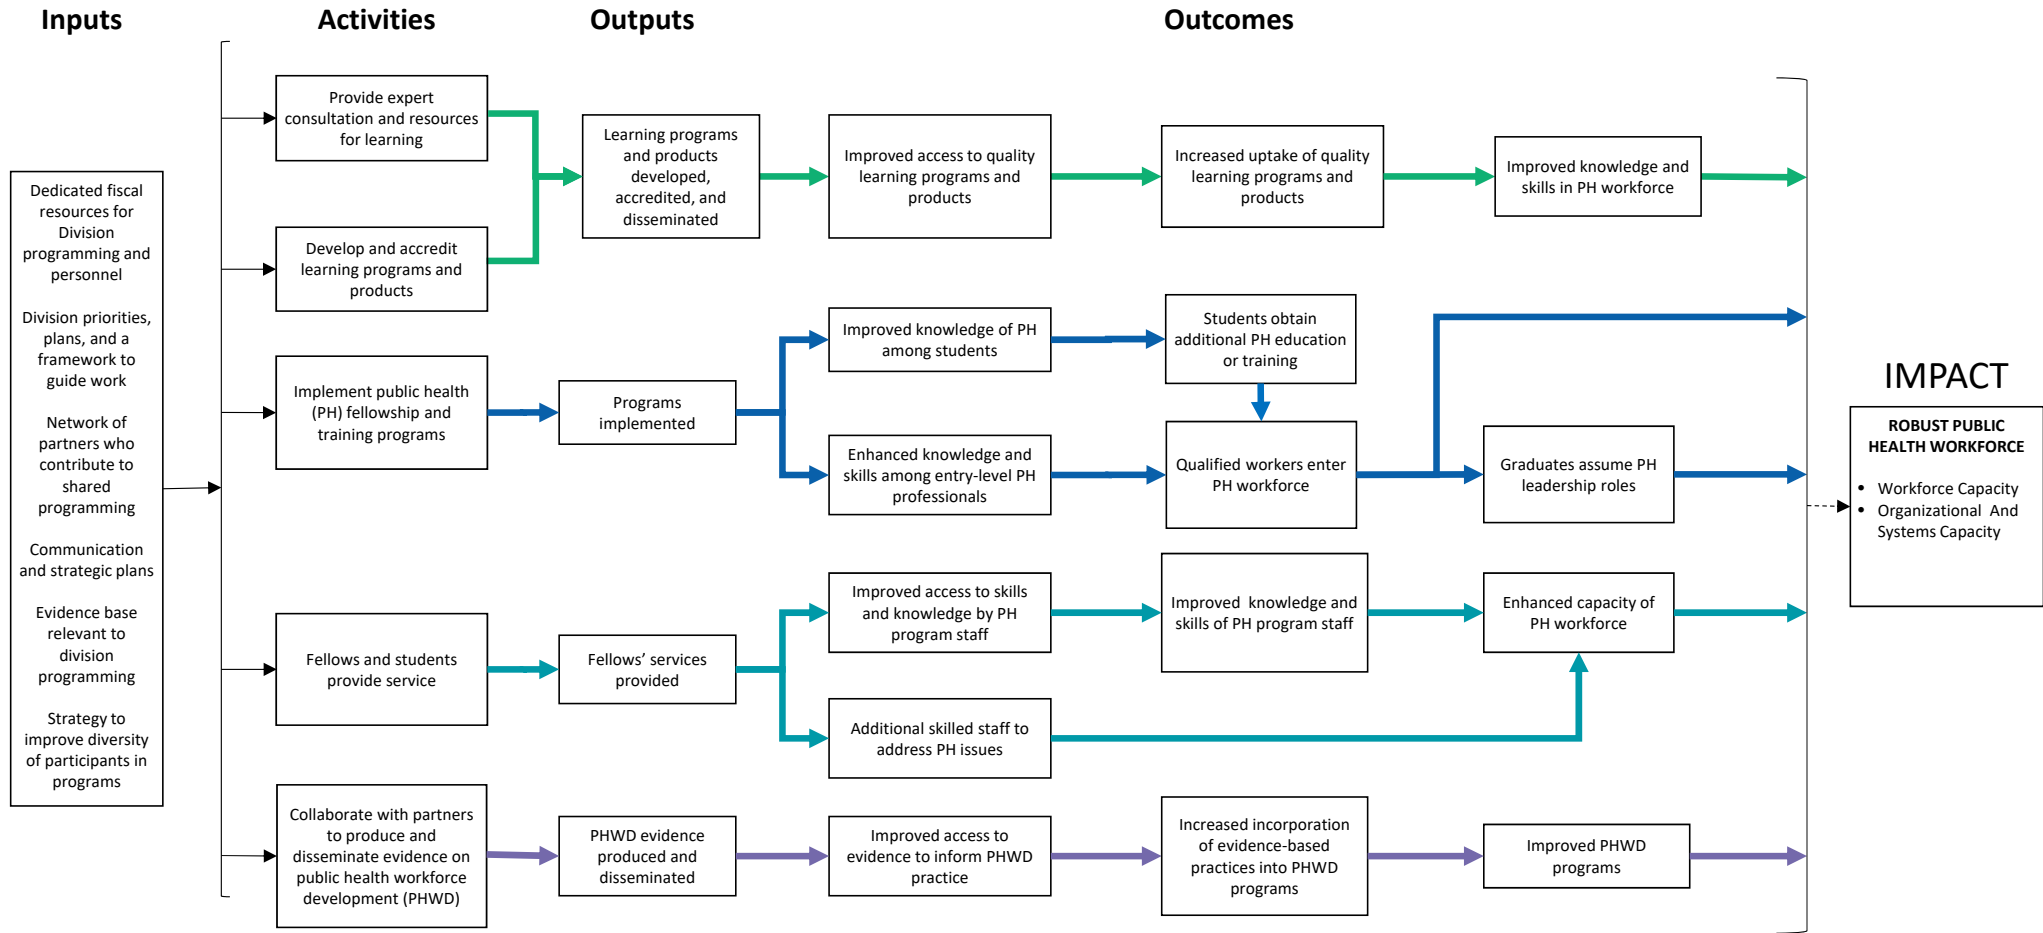 Inputs
Activities
Outputs
Outcomes
Dedicated fiscal
resources for
Division
programming and
personnel
Division priorities,
plans, and a
framework to
guide work
Network of
partners who
contribute to
shared
programming
Communication
and strategic plans
Evidence base
relevant to
division
programming
Strategy to
improve diversity
of participants in
programs
Provide expert
consultation and resources
for learning
Develop and accredit
learning programs and
products
Learning programs
and products
developed,
accredited, and
disseminated
Improved access to quality
learning programs and
products
Increased uptake of quality
learning programs and
products
Improved knowledge and
skills in PH workforce
Implement public health
(PH) fellowship and
training programs
Programs
implemented
Improved knowledge of PH
among students
Students obtain
additional PH education
or training
Enhanced knowledge and
skills among entry-level PH
professionals
Qualified workers enter
PH workforce
Graduates assume PH
leadership roles
Fellows and students
provide service
Fellows’ services
provided
Improved access to skills
and knowledge by PH
program staff
Improved  knowledge and
skills of PH program staff
Enhanced capacity of
PH workforce
Additional skilled staff to
address PH issues
Collaborate with partners
to produce and
disseminate evidence on
public health workforce
development (PHWD)
PHWD evidence
produced and
disseminated
Improved access to
evidence to inform PHWD
practice
Increased incorporation
of evidence-based
practices into PHWD
programs
Improved PHWD
programs
IMPACT
ROBUST PUBLIC
HEALTH WORKFORCE
• Workforce Capacity
• Organizational  And
Systems Capacity